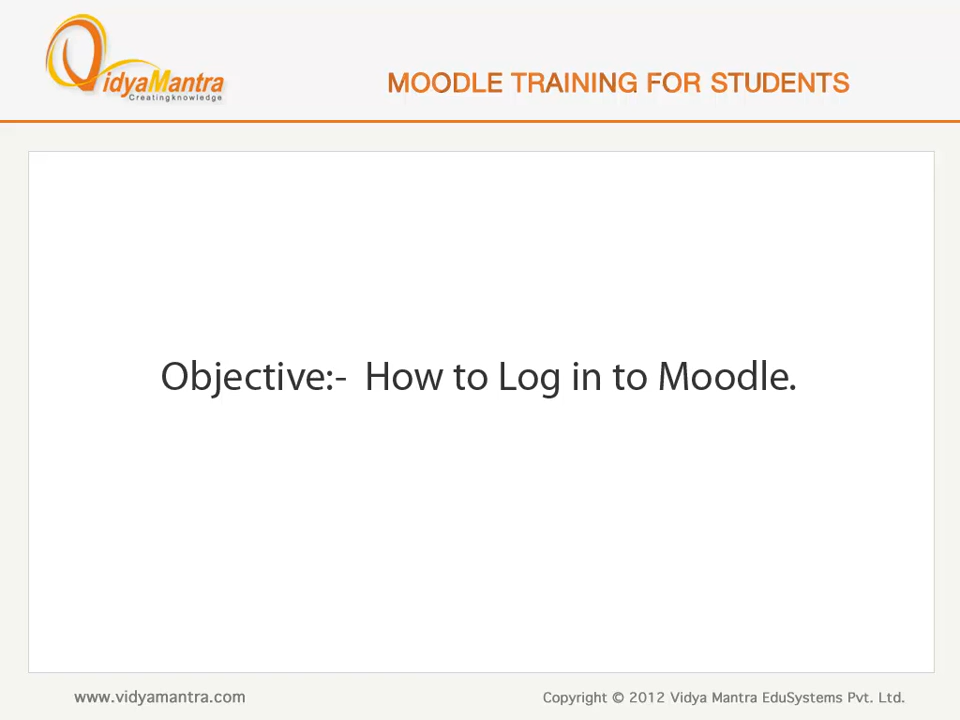 VidyaMantra
Creatingknowledge
MOODLE TRAINING FOR STUDENTS
Objective:- How to Log in to Moodle.
www.vidyamantra.com
Copyright © 2012 Vidya Mantra EduSystems Pvt. Ltd.